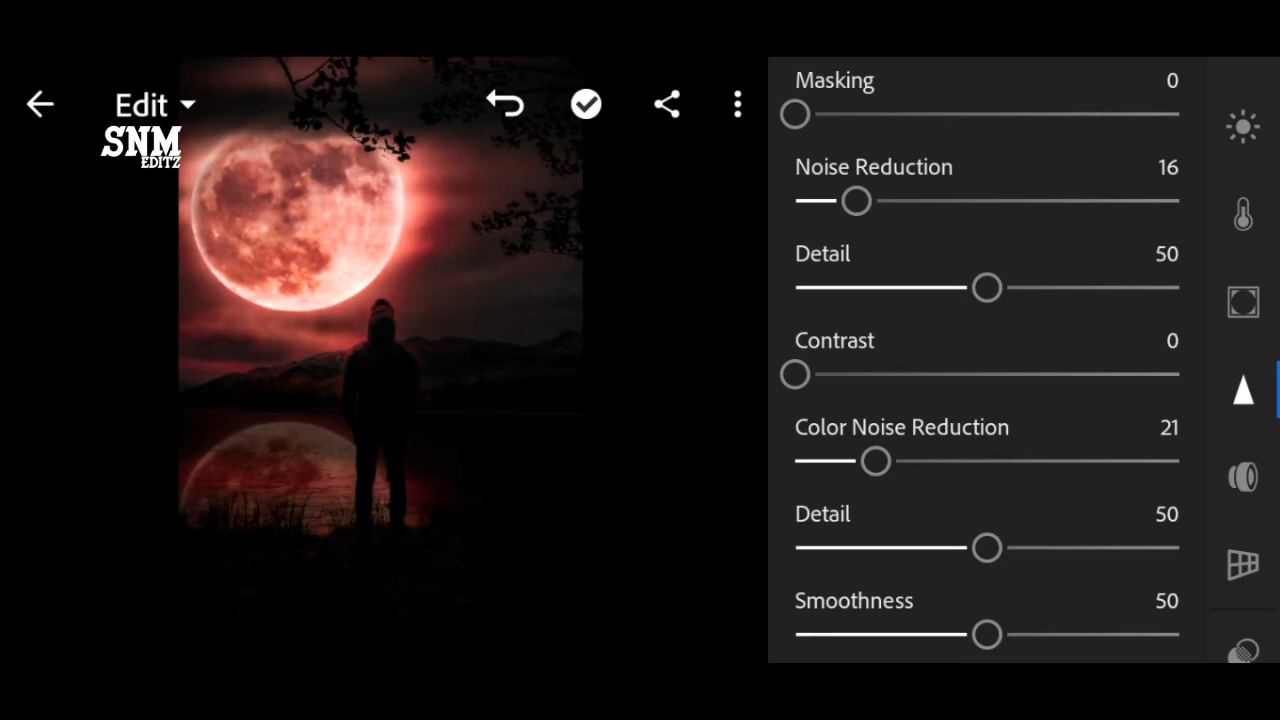 Edit
SNM
EDITZ
Masking 0
Noise Reduction 16
Detail 50
Contrast 0
Color Noise Reduction 21
Detail 50
Smoothness 50